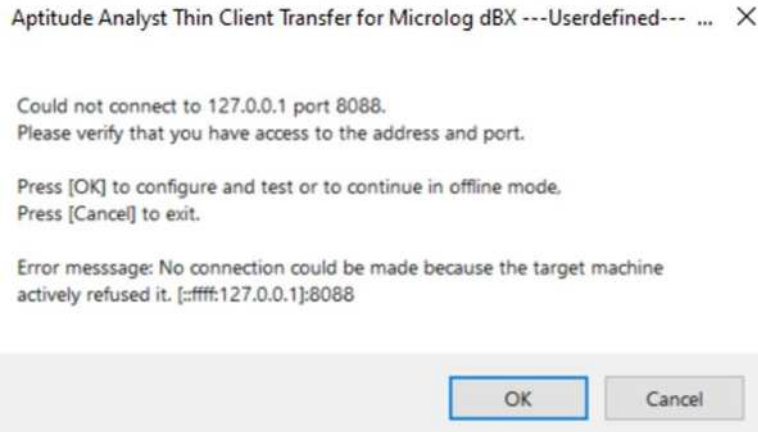 Aptitude Analyst Thin Client Transfer for Microlog dBX ---Userdefined--- ...
Could not connect to 127.0.0.1 port 8088.
Please verify that you have access to the address and port.
Press [OK] to configure and test or to continue in offline mode,
Press [Cancel] to exit.
Error messsage: No connection could be made because the target machine
actively refused it. [::ffff:127.0.0.1]:8088
OK
Cancel